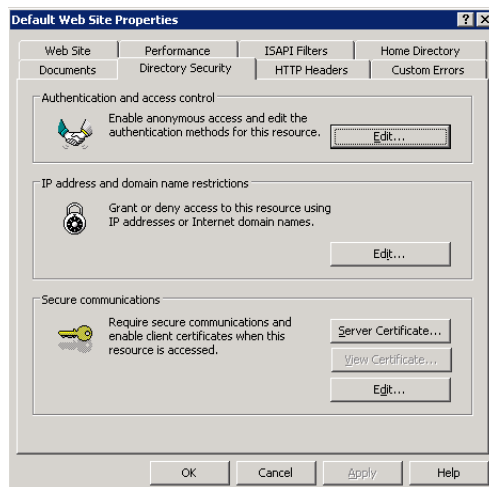 Default Web Site Properties
? X
Web Site Performance ISAPI Filters Home Directory
Documents Directory Security HTTP Headers Custom Errors
Authentication and access control
Enable anonymous access and edit the
authentication methods for this resource.
Edit...
IP address and domain name restrictions
Grant or deny access to this resource using
IP addresses or Internet domain names.
Edit...
Secure communications
Require secure communications and
enable client certificates when this
resource is accessed.
Server Certificate...
View Certificate...
Edit...
OK Cancel Apply Help